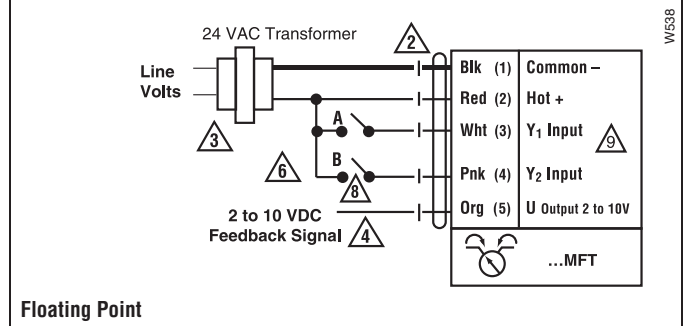 W538
24 VAC Transformer
Line
Volts
2
3
Blk (1) Common –
Red (2) Hot +
A
Wht (3) Y1 Input
9
B
6
8
Pnk (4) Y2 Input
2 to 10 VDC
Feedback Signal
4
Org (5) U Output 2 to 10V
...MFT
Floating Point